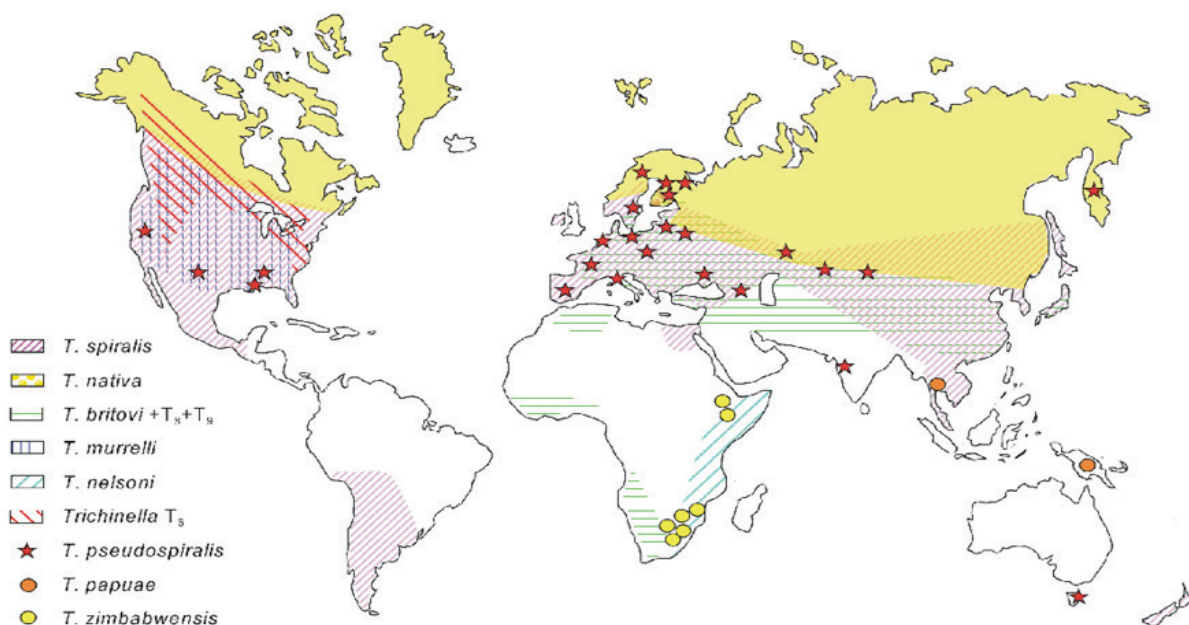 T. spiralis
T. nativa
T. britovi +T₈+T₉
T. murrelli
T. nelsoni
Trichinella T₆
T. pseudospiralis
T. papuae
T. zimbabwensis